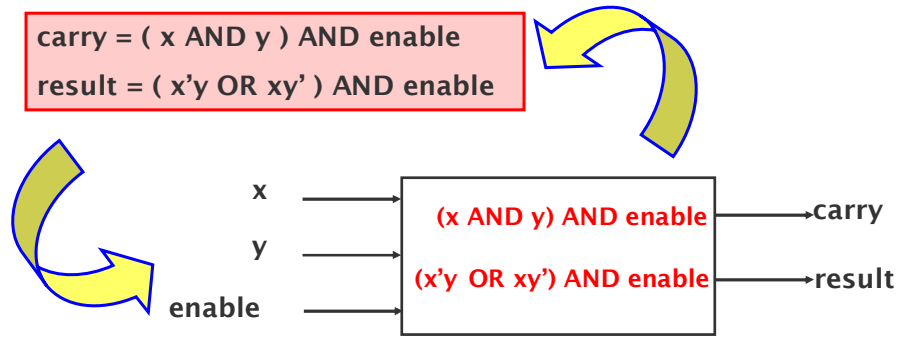 carry = ( x AND y ) AND enable
result = ( x’y OR xy’ ) AND enable
x
(x AND y) AND enable
carry
y
(x’y OR xy’) AND enable
result
enable